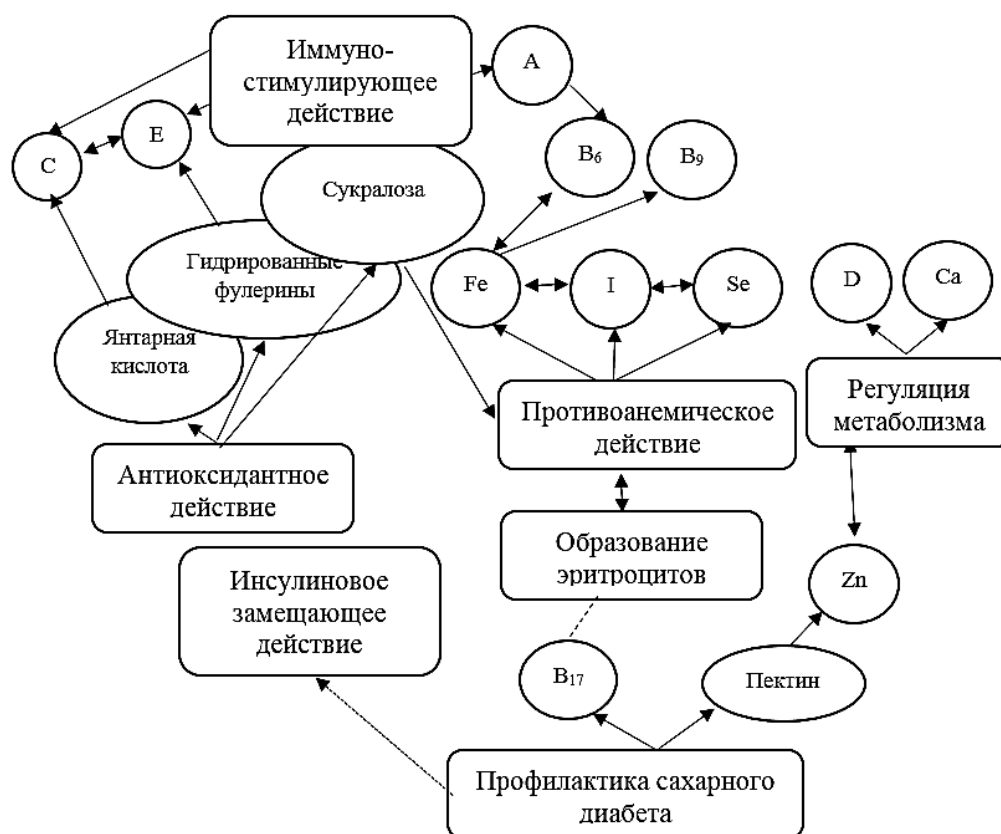 Иммуно-
стимулирующее
действие
A
E
C
B₆
B₉
Сукралоза
Гидрированные
фулерины
Fe
I
Se
D
Ca
Янтарная
кислота
Противоанемическое
действие
Регуляция
метаболизма
Антиоксидантное
действие
Образование
эритроцитов
Инсулиновое
замещающее
действие
Zn
B₁₇
Пектин
Профилактика сахарного
диабета